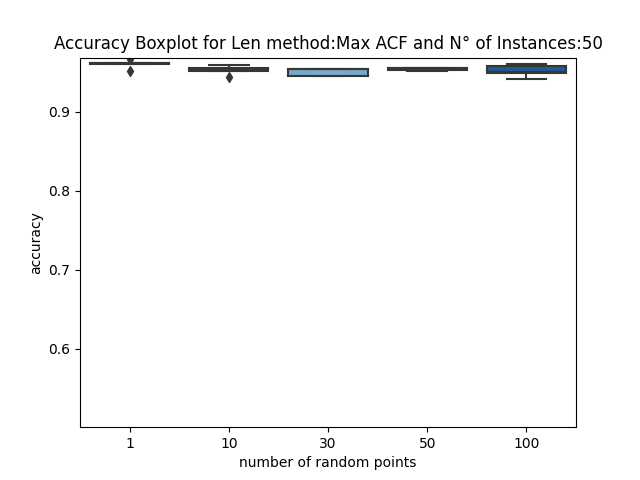 Accuracy Boxplot for Len method:Max ACF and N° of Instances:50
0.9
0.8
0.7
0.6
accuracy
1 10 30 50 100
number of random points